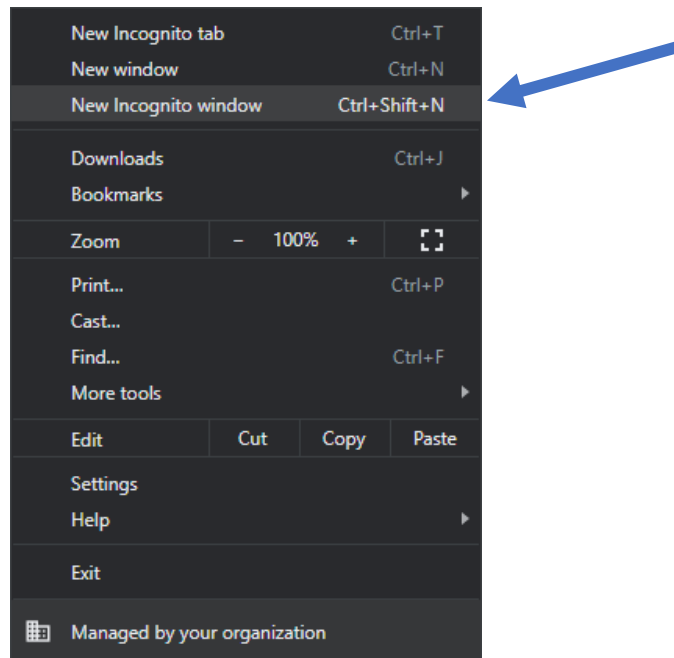 New Incognito tab Ctrl+T
New window Ctrl+N
New Incognito window Ctrl+Shift+N
Downloads Ctrl+J
Bookmarks
Zoom − 100% +
Print... Ctrl+P
Cast...
Find... Ctrl+F
More tools
Edit Cut Copy Paste
Settings
Help
Exit
Managed by your organization